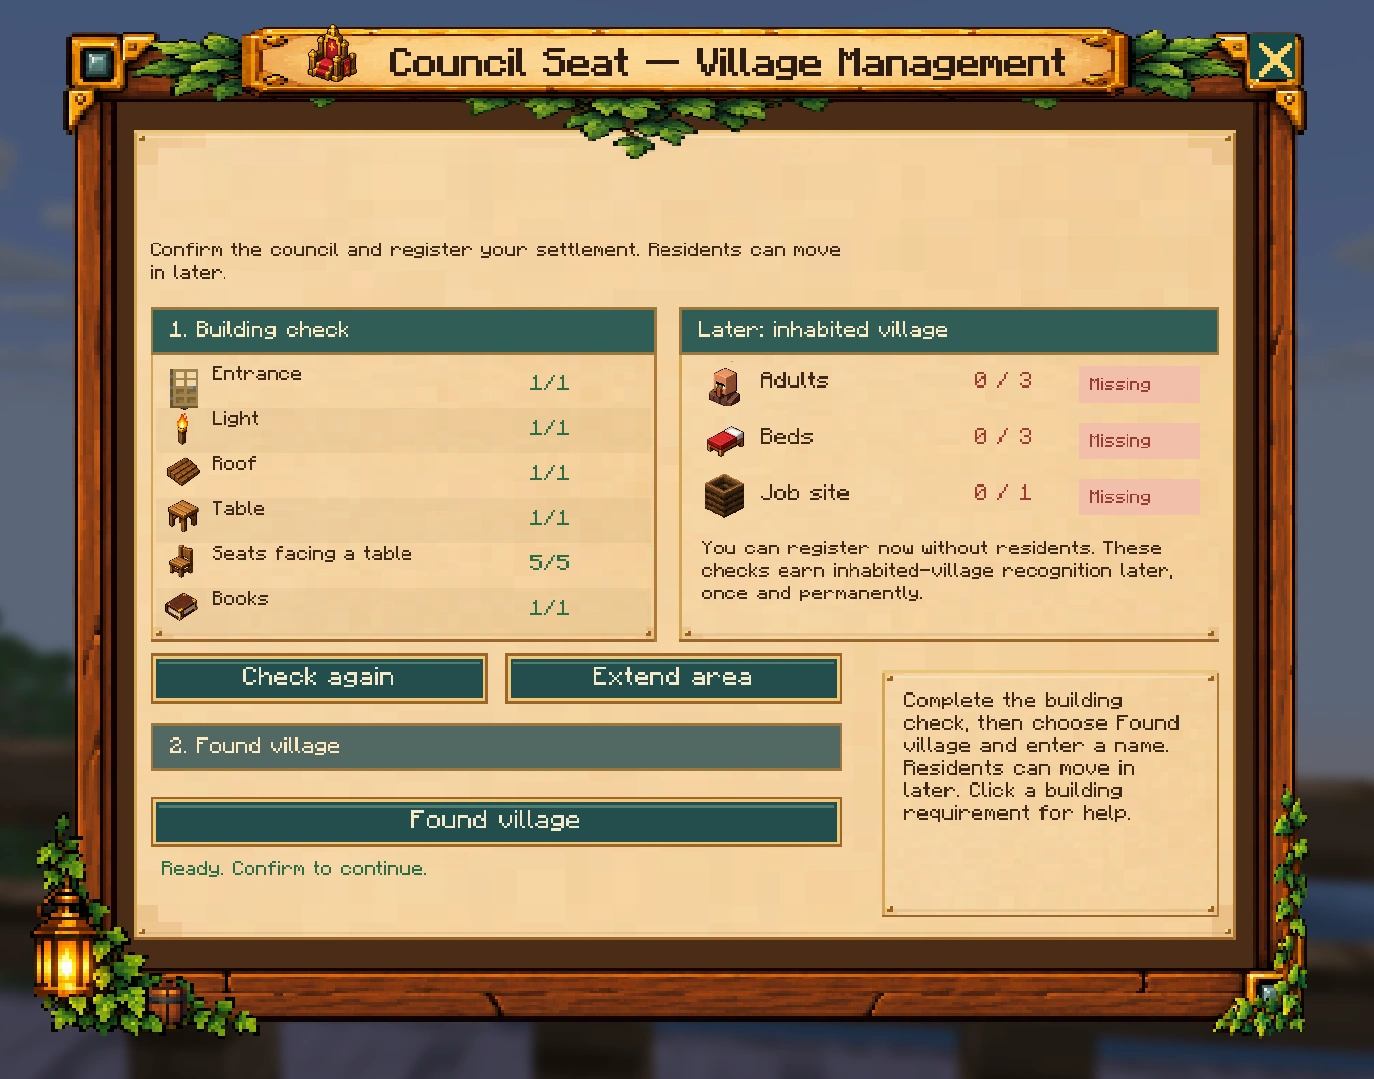 Council Seat — Village Management
Confirm the council and register your settlement. Residents can move
in later.
1. Building check
Entrance 1/1
Light 1/1
Roof 1/1
Table 1/1
Seats facing a table 5/5
Books 1/1
Later: inhabited village
Adults 0 / 3 Missing
Beds 0 / 3 Missing
Job site 0 / 1 Missing
You can register now without residents. These
checks earn inhabited-village recognition later,
once and permanently.
Check again
Extend area
2. Found village
Found village
Ready. Confirm to continue.
Complete the building
check, then choose Found
village and enter a name.
Residents can move in
later. Click a building
requirement for help.